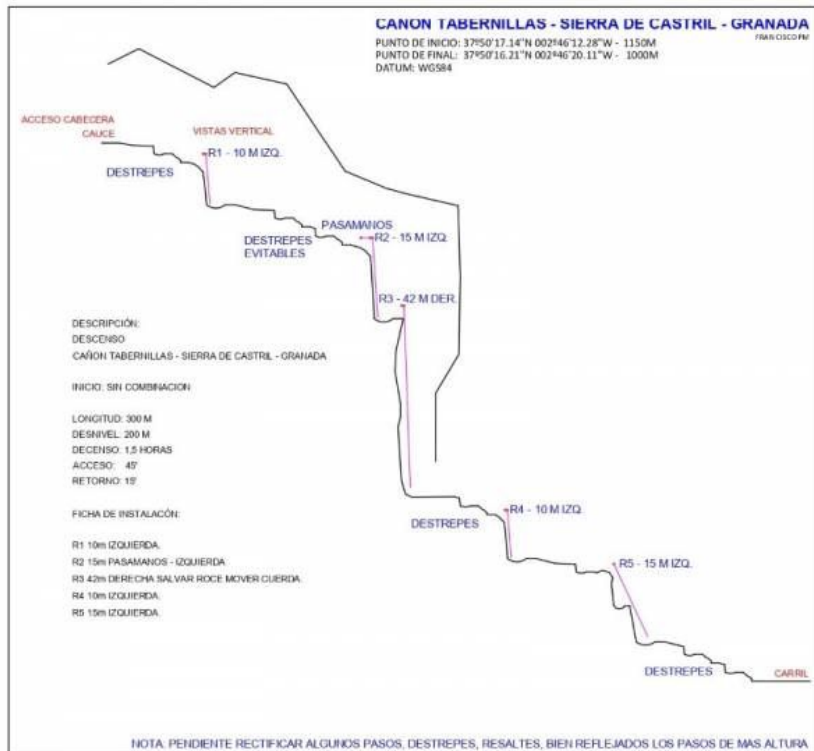 CAÑON TABERNILLAS - SIERRA DE CASTRIL - GRANADA
FRANCISCO PM
PUNTO DE INICIO: 37º50'17.14"N 002º46'12.28"W - 1150M
PUNTO DE FINAL: 37º50'16.21"N 002º46'20.11"W - 1000M
DATUM: WGS84
ACCESO CABECERA
CAUCE
VISTAS VERTICAL
R1 - 10 M IZQ.
DESTREPES
PASAMANOS
R2 - 15 M IZQ.
DESTREPES
EVITABLES
R3 - 42 M DER.
DESCRIPCIÓN:
DESCENSO
CAÑON TABERNILLAS - SIERRA DE CASTRIL - GRANADA
INICIO: SIN COMBINACION
LONGITUD: 300 M
DESNIVEL: 200 M
DECENSO: 1,5 HORAS
ACCESO: 45'
RETORNO: 15'
FICHA DE INSTALACÓN:
R1 10m IZQUIERDA.
R2 15m PASAMANOS - IZQUIERDA
R3 42m DERECHA SALVAR ROCE MOVER CUERDA.
R4 10m IZQUIERDA.
R5 15m IZQUIERDA.
R4 - 10 M IZQ.
DESTREPES
R5 - 15 M IZQ.
DESTREPES
CARRIL
NOTA: PENDIENTE RECTIFICAR ALGUNOS PASOS, DESTREPES, RESALTES, BIEN REFLEJADOS LOS PASOS DE MAS ALTURA